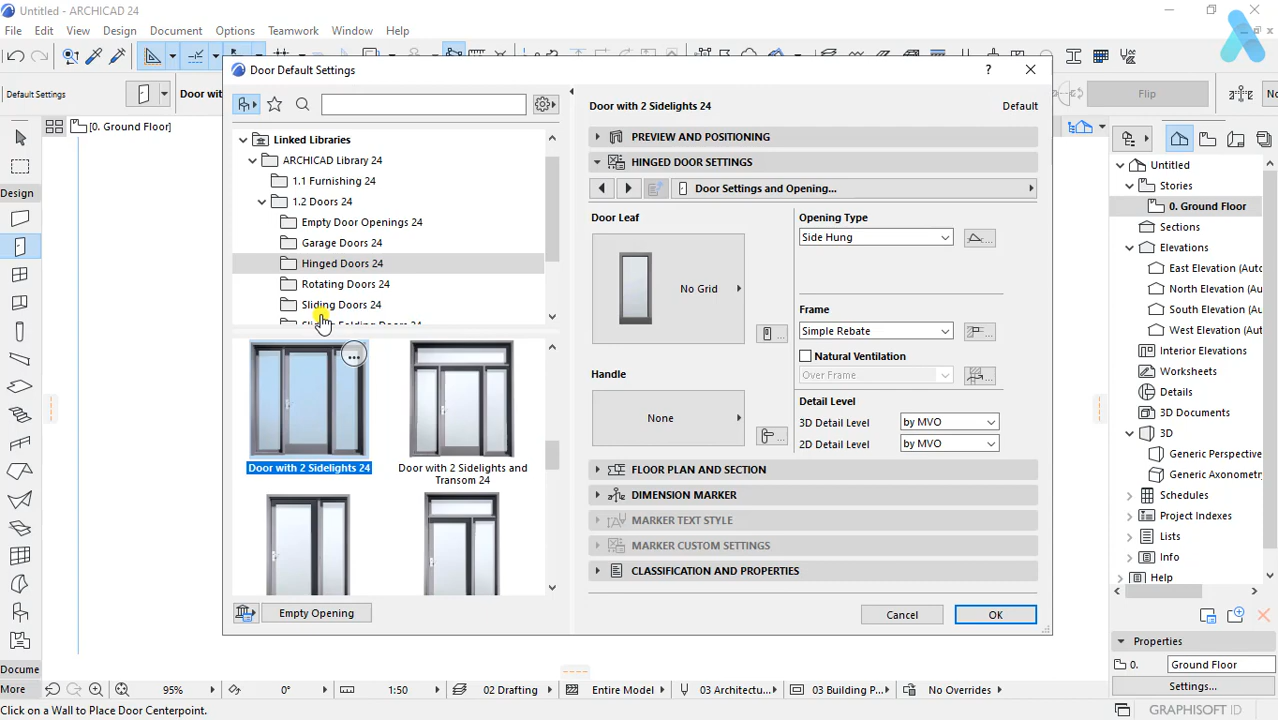 Untitled - ARCHICAD 24
File Edit View Design Document Options Teamwork Window Help
Door Default Settings
Default Settings
Door wit
Flip
No
[0. Ground Floor]
Design
Docume
More
Linked Libraries
ARCHICAD Library 24
1.1 Furnishing 24
1.2 Doors 24
Empty Door Openings 24
Garage Doors 24
Hinged Doors 24
Rotating Doors 24
Sliding Doors 24
Door with 2 Sidelights 24
Door with 2 Sidelights and
Transom 24
Empty Opening
Door with 2 Sidelights 24
Default
PREVIEW AND POSITIONING
HINGED DOOR SETTINGS
Door Settings and Opening...
Door Leaf
No Grid
Handle
None
Opening Type
Side Hung
Frame
Simple Rebate
Natural Ventilation
Over Frame
Detail Level
3D Detail Level by MVO
2D Detail Level by MVO
FLOOR PLAN AND SECTION
DIMENSION MARKER
MARKER TEXT STYLE
MARKER CUSTOM SETTINGS
CLASSIFICATION AND PROPERTIES
Cancel
OK
Untitled
Stories
0. Ground Floor
Sections
Elevations
East Elevation (Auto
North Elevation (Au
South Elevation (Au
West Elevation (Aut
Interior Elevations
Worksheets
Details
3D Documents
3D
Generic Perspective
Generic Axonometry
Schedules
Project Indexes
Lists
Info
Help
Properties
0. Ground Floor
Settings...
95% 0° 1:50 02 Drafting Entire Model 03 Architectu... 03 Building P... No Overrides
Click on a Wall to Place Door Centerpoint.
GRAPHISOFT ID